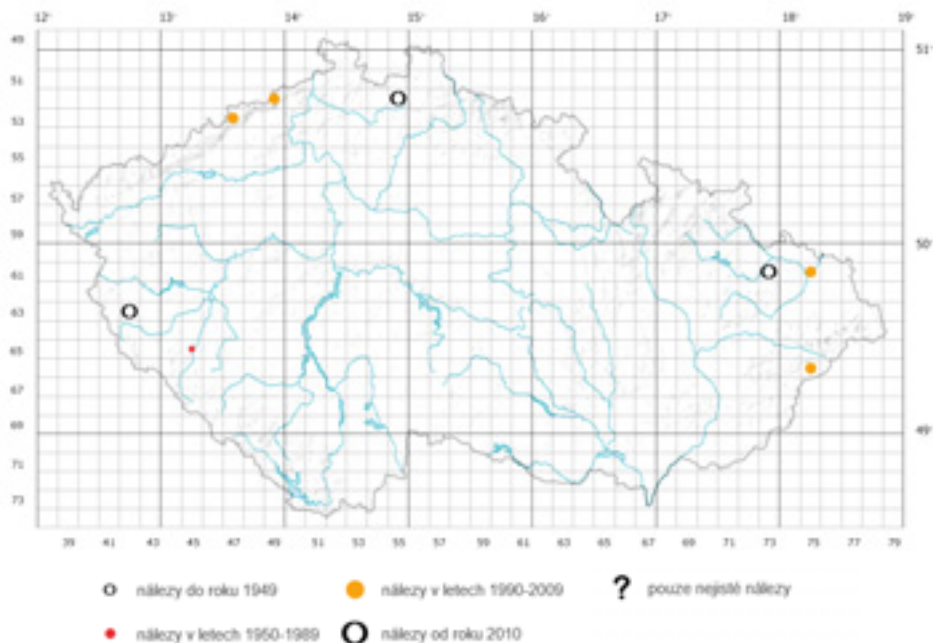 12° 13° 14° 15° 16° 17° 18° 19°
49
51°
51
53
55
57
59
50°
61
63
65
67
69
49°
71
73
39 41 43 45 47 49 51 53 55 57 59 61 63 65 67 69 71 73 75 77 79
nálezy do roku 1949
nálezy v letech 1990-2009
? pouze nejisté nálezy
nálezy v letech 1950-1989
nálezy od roku 2010